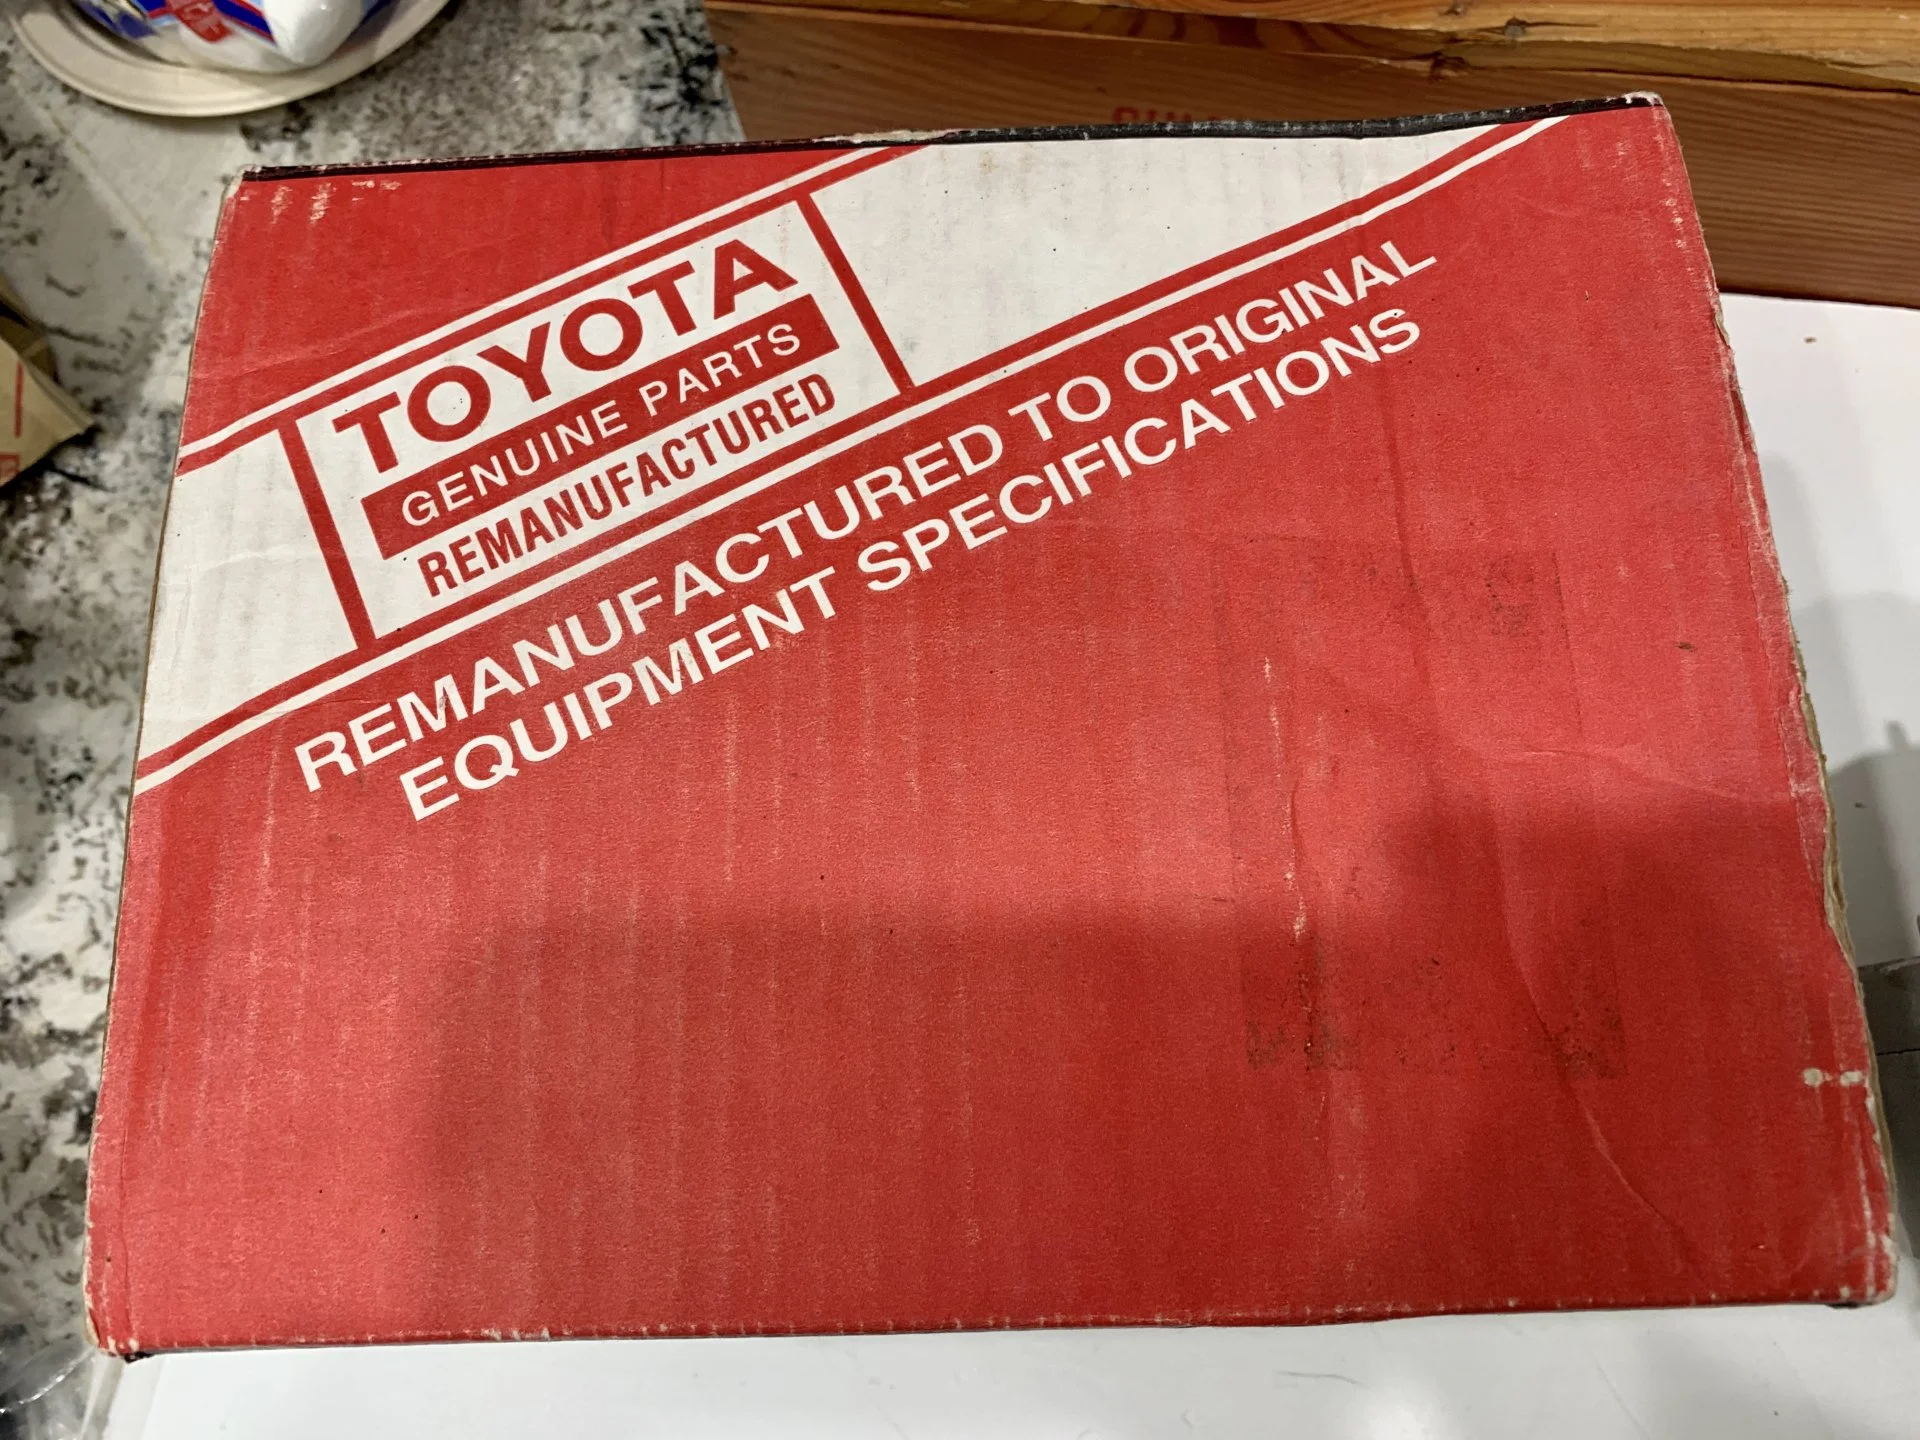 TOYOTA
GENUINE PARTS
REMANUFACTURED
REMANUFACTURED TO ORIGINAL
EQUIPMENT SPECIFICATIONS